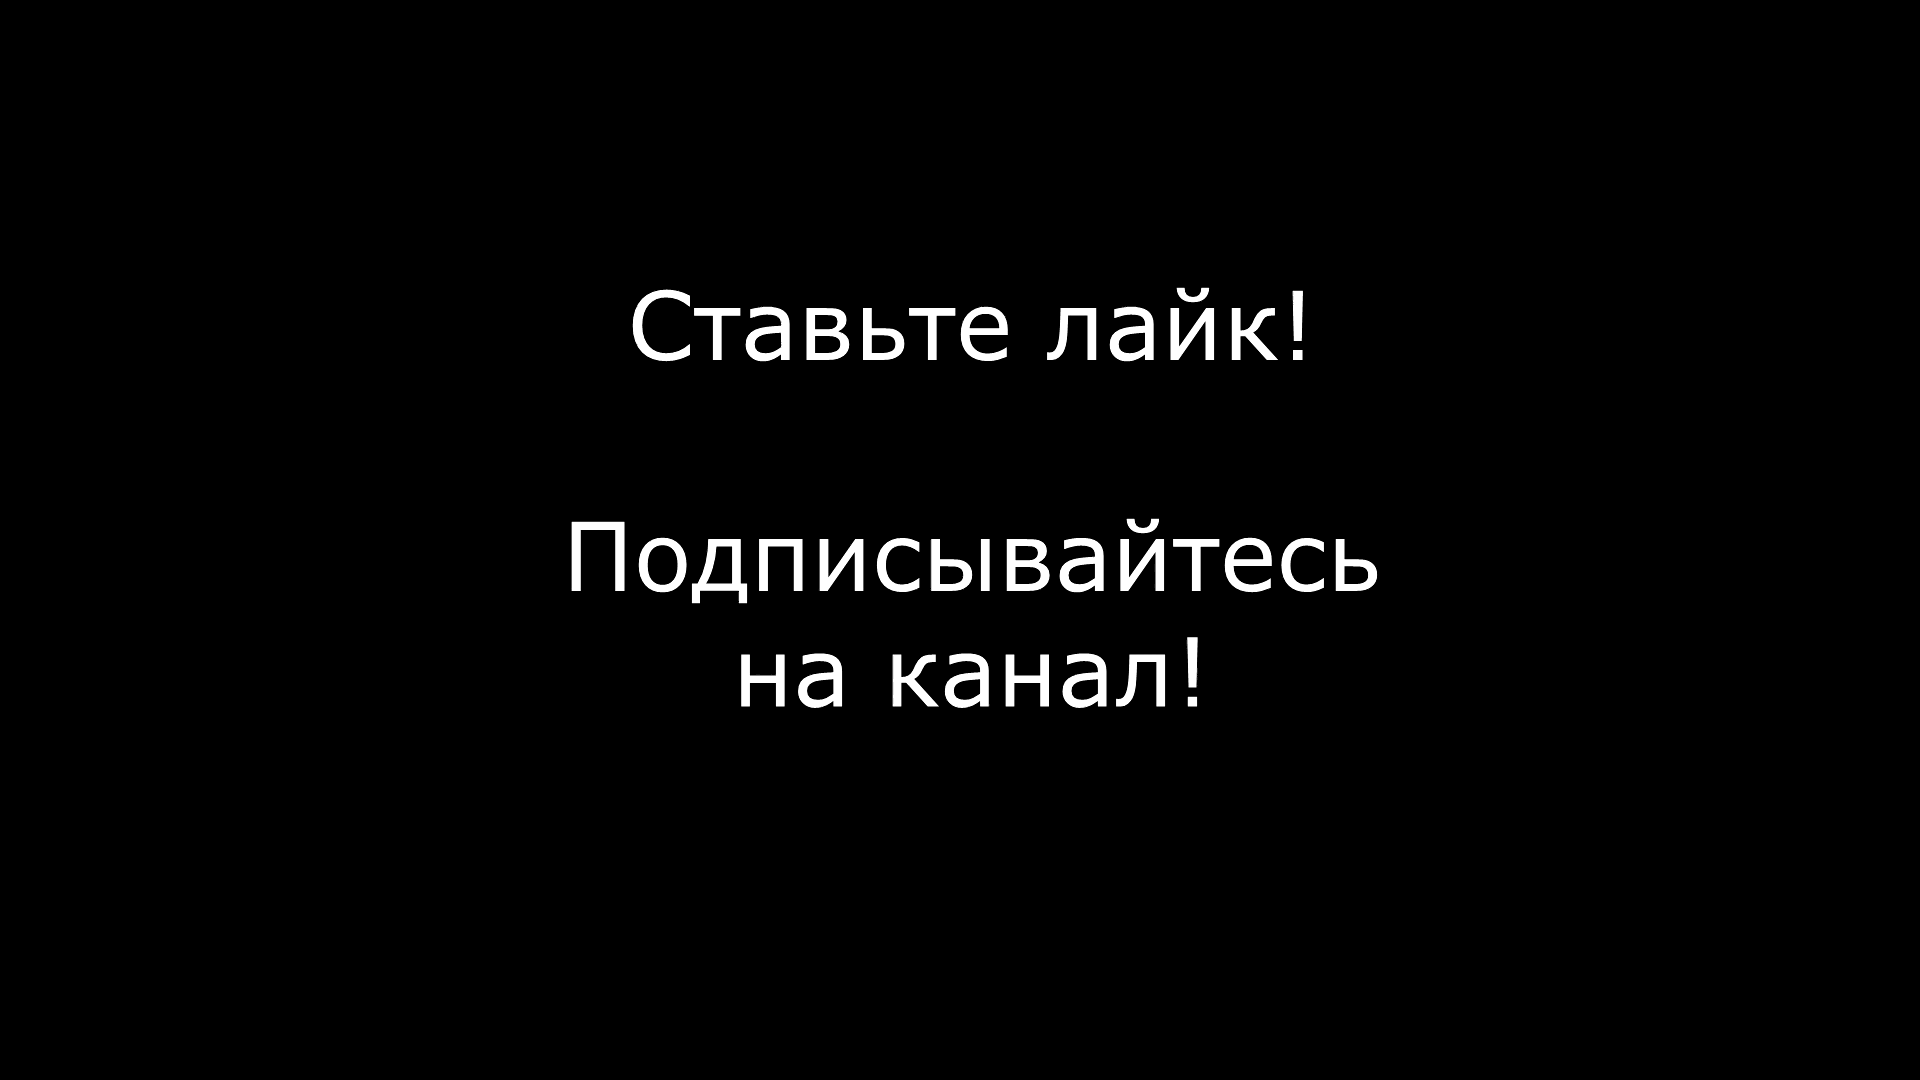 Ставьте лайк!
Подписывайтесь
на канал!